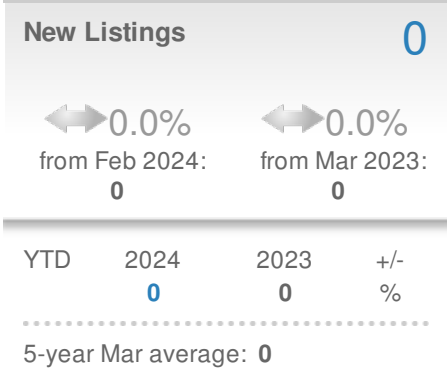 New Listings 0
0.0% 0.0%
from Feb 2024: from Mar 2023:
0 0
YTD 2024 2023 +/-
0 0 %
5-year Mar average: 0